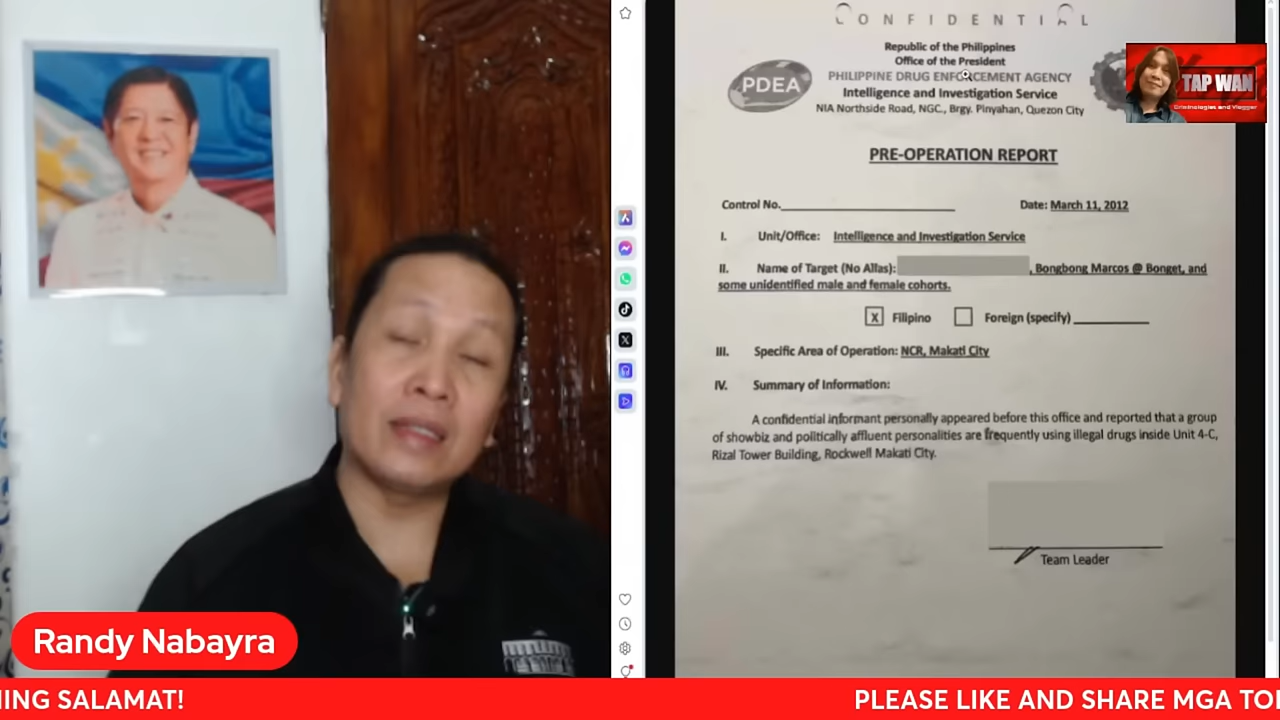 CONFIDENTIAL
Republic of the Philippines
Office of the President
PHILIPPINE DRUG ENFORCEMENT AGENCY
Intelligence and Investigation Service
NIA Northside Road, NGC., Brgy. Pinyahan, Quezon City
PDEA
TAP WAN
Criminologies and Vlogger
PRE-OPERATION REPORT
Control No.
Date: March 11, 2012
I. Unit/Office: Intelligence and Investigation Service
II. Name of Target (No Allas): , Bongbong Marcos @ Bonget, and
some unidentified male and female cohorts.
X Filipino Foreign (specify)
III. Specific Area of Operation: NCR, Makati City
IV. Summary of Information:
A confidential informant personally appeared before this office and reported that a group
of showbiz and politically affluent personalities are frequently using illegal drugs inside Unit 4-C,
Rizal Tower Building, Rockwell Makati City.
Team Leader
Randy Nabayra
ING SALAMAT!
PLEASE LIKE AND SHARE MGA